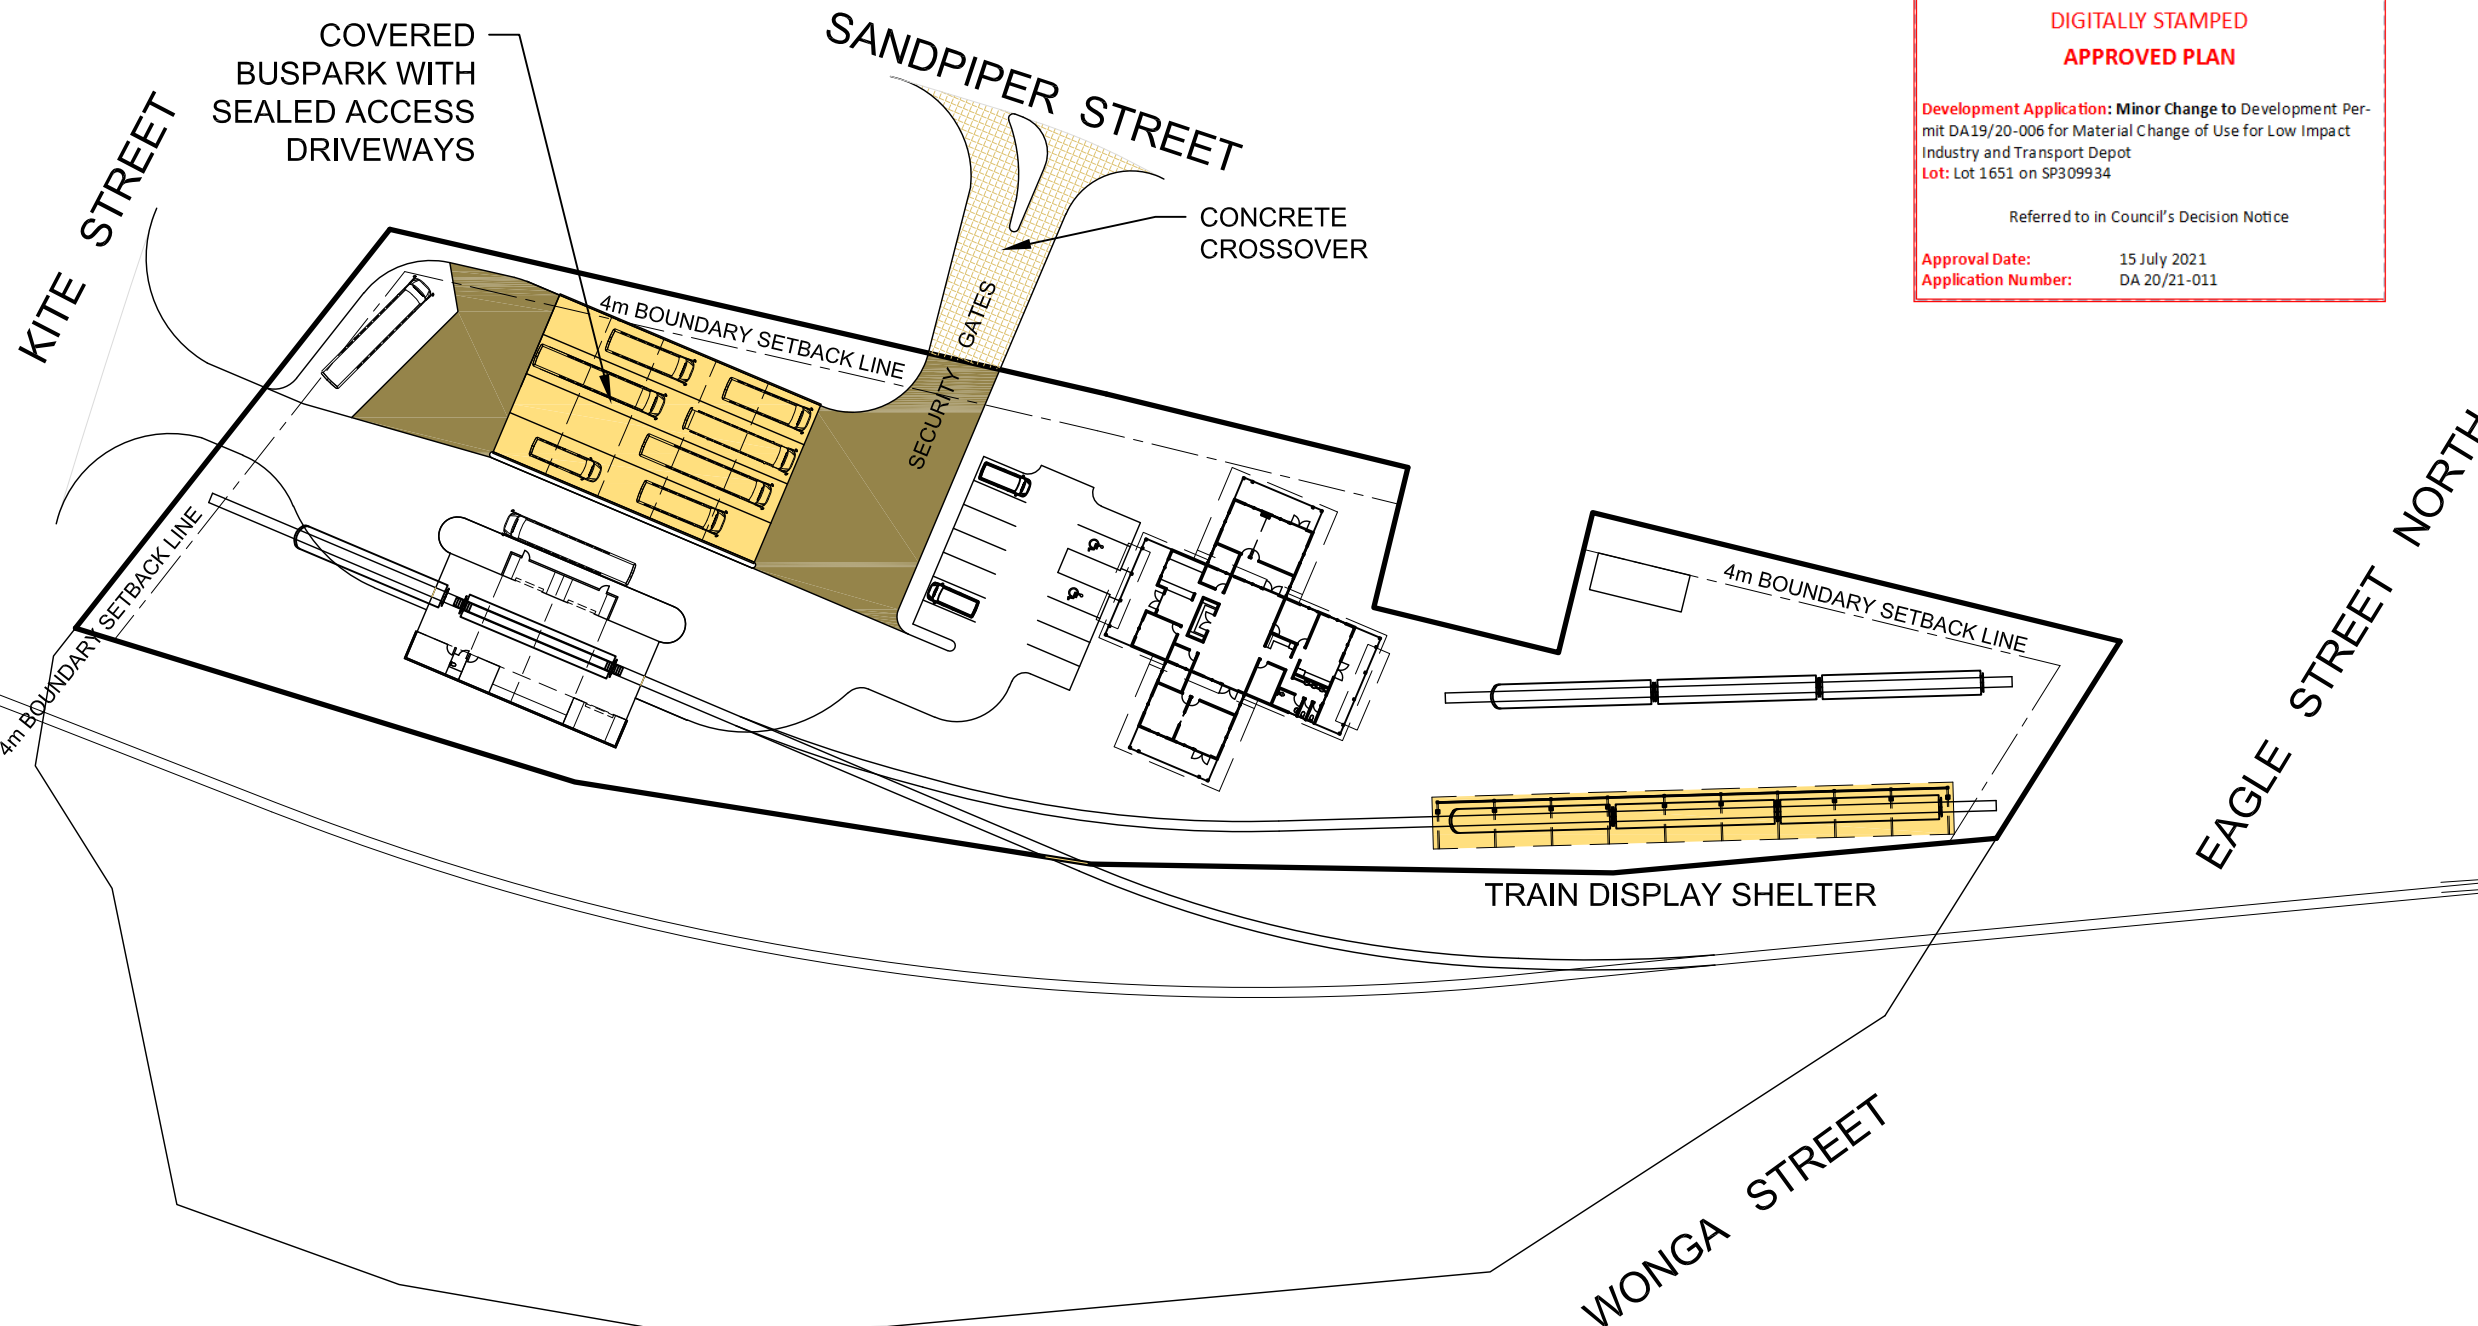 COVERED
BUSPARK WITH
SEALED ACCESS
DRIVEWAYS
SANDPIPER STREET
KITE STREET
CONCRETE
CROSSOVER
DIGITALLY STAMPED
APPROVED PLAN
Development Application: Minor Change to Development Per-
mit DA19/20-006 for Material Change of Use for Low Impact
Industry and Transport Depot
Lot: Lot 1651 on SP309934
Referred to in Council's Decision Notice
Approval Date: 15 July 2021
Application Number: DA 20/21-011
4m BOUNDARY SETBACK LINE
SECURITY GATES
4m BOUNDARY SETBACK LINE
4m BOUNDARY SETBACK LINE
EAGLE STREET NORTH
TRAIN DISPLAY SHELTER
WONGA STREET